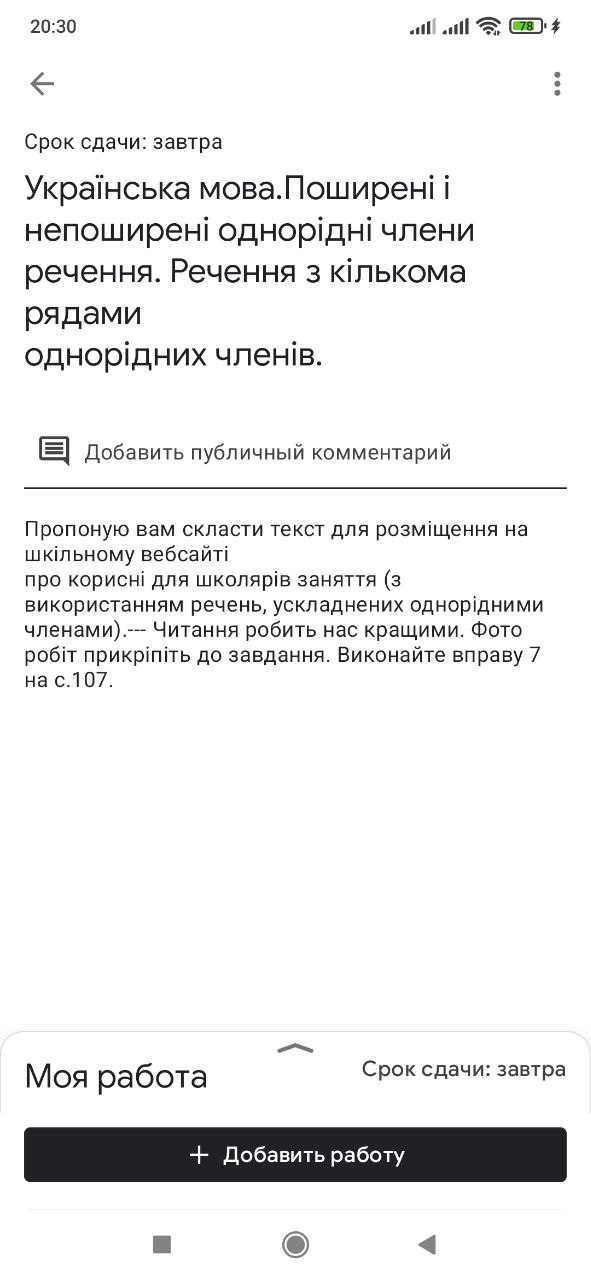 20:30
78
Срок сдачи: завтра
Українська мова.Поширені і
непоширені однорідні члени
речення. Речення з кількома
рядами
однорідних членів.
Добавить публичный комментарий
Пропоную вам скласти текст для розміщення на
шкільному вебсайті
про корисні для школярів заняття (з
використанням речень, ускладнених однорідними
членами).--- Читання робить нас кращими. Фото
робіт прикріпіть до завдання. Виконайте вправу 7
на с.107.
Моя работа
Срок сдачи: завтра
+ Добавить работу